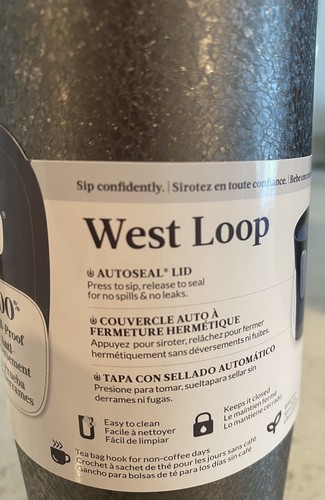 Sip confidently. | Sirotez en toute confiance. | Bebe con
West Loop
AUTOSEAL® LID
Press to sip, release to seal
for no spills & no leaks.
COUVERCLE AUTO À
FERMETURE HERMÉTIQUE
Appuyez pour siroter, relâchez pour fermer
hermétiquement sans déversements ni fuites.
TAPA CON SELLADO AUTOMÁTICO
Presione para tomar, sueltapara sellar sin
derrames ni fugas.
Easy to clean
Facile à nettoyer
Fácil de limpiar
Keeps it closed
Le maintien fermé
Lo mantiene cerrado
Tea bag hook for non-coffee days
Crochet à sachet de thé pour les jours sans café
Gancho para bolsas de té para los días sin café